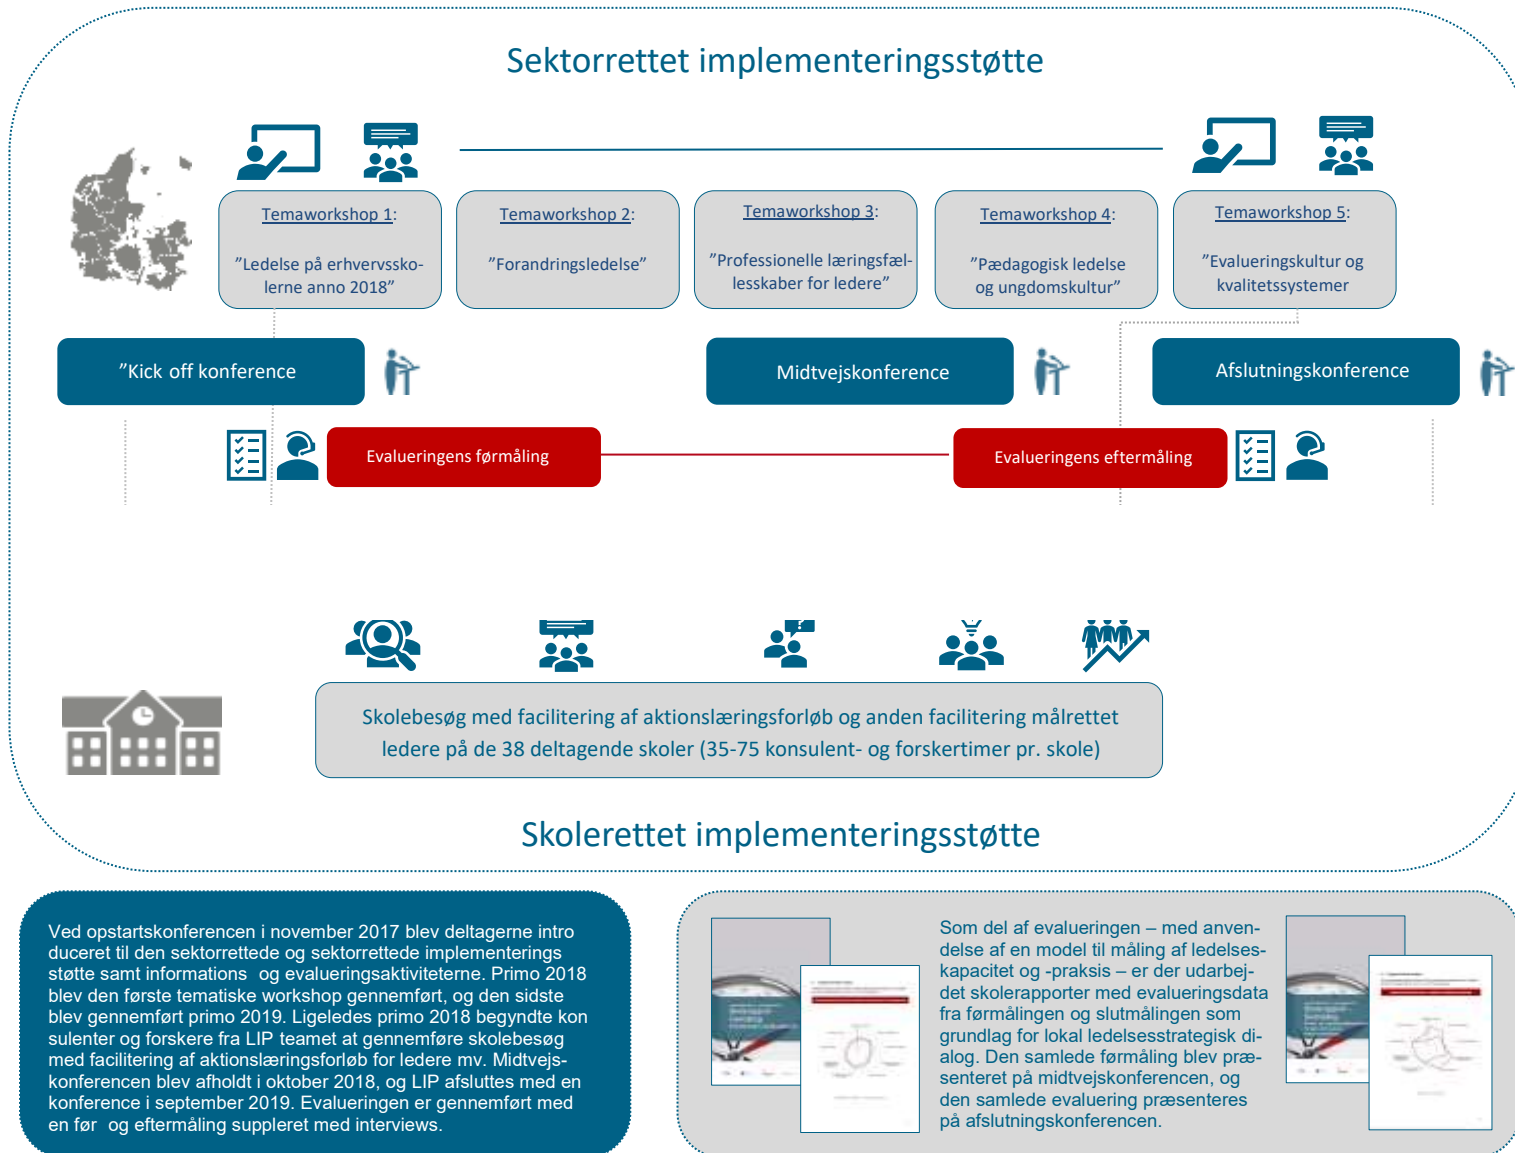 Sektorrettet implementeringsstøtte
Temaworkshop 1:
”Ledelse på erhvervssko-
lerne anno 2018”
Temaworkshop 2:
”Forandringsledelse”
Temaworkshop 3:
”Professionelle læringsfæl-
lesskaber for ledere”
Temaworkshop 4:
”Pædagogisk ledelse
og ungdomskultur”
Temaworkshop 5:
”Evalueringskultur og
kvalitetssystemer
”Kick off konference
Midtvejskonference
Afslutningskonference
Evalueringens førmåling
Evalueringens eftermåling
Skolebesøg med facilitering af aktionslæringsforløb og anden facilitering målrettet
ledere på de 38 deltagende skoler (35-75 konsulent- og forskertimer pr. skole)
Skolerettet implementeringsstøtte
Ved opstartskonferencen i november 2017 blev deltagerne intro
duceret til den sektorrettede og sektorrettede implementerings
støtte samt informations og evalueringsaktiviteterne. Primo 2018
blev den første tematiske workshop gennemført, og den sidste
blev gennemført primo 2019. Ligeledes primo 2018 begyndte kon
sulenter og forskere fra LIP teamet at gennemføre skolebesøg
med facilitering af aktionslæringsforløb for ledere mv. Midtvejs-
konferencen blev afholdt i oktober 2018, og LIP afsluttes med en
konference i september 2019. Evalueringen er gennemført med
en før og eftermåling suppleret med interviews.
Som del af evalueringen – med anven-
delse af en model til måling af ledelses-
kapacitet og -praksis – er der udarbej-
det skolerapporter med evalueringsdata
fra førmålingen og slutmålingen som
grundlag for lokal ledelsesstrategisk di-
alog. Den samlede førmåling blev præ-
senteret på midtvejskonferencen, og
den samlede evaluering præsenteres
på afslutningskonferencen.